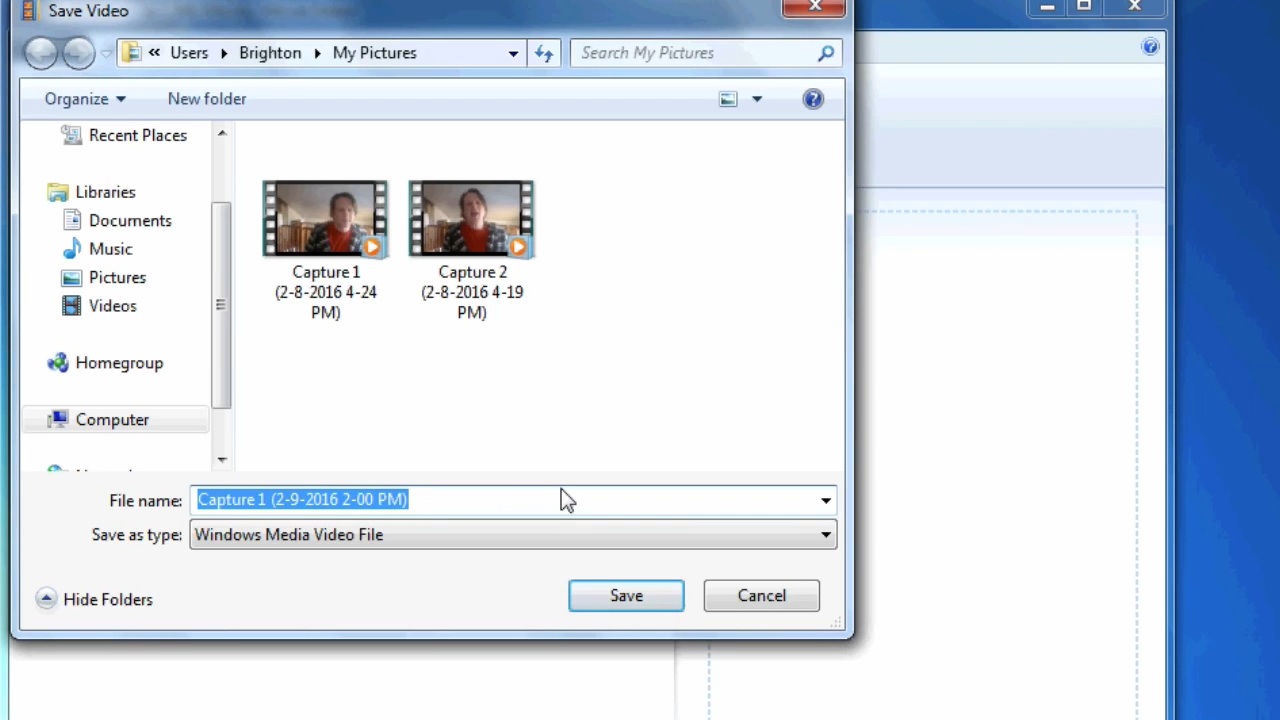 Save Video
« Users ▸ Brighton ▸ My Pictures
Search My Pictures
Organize
New folder
Recent Places
Libraries
Documents
Music
Pictures
Videos
Homegroup
Computer
Capture 1
(2-8-2016 4-24
PM)
Capture 2
(2-8-2016 4-19
PM)
File name: Capture 1 (2-9-2016 2-00 PM)
Save as type: Windows Media Video File
Hide Folders
Save
Cancel